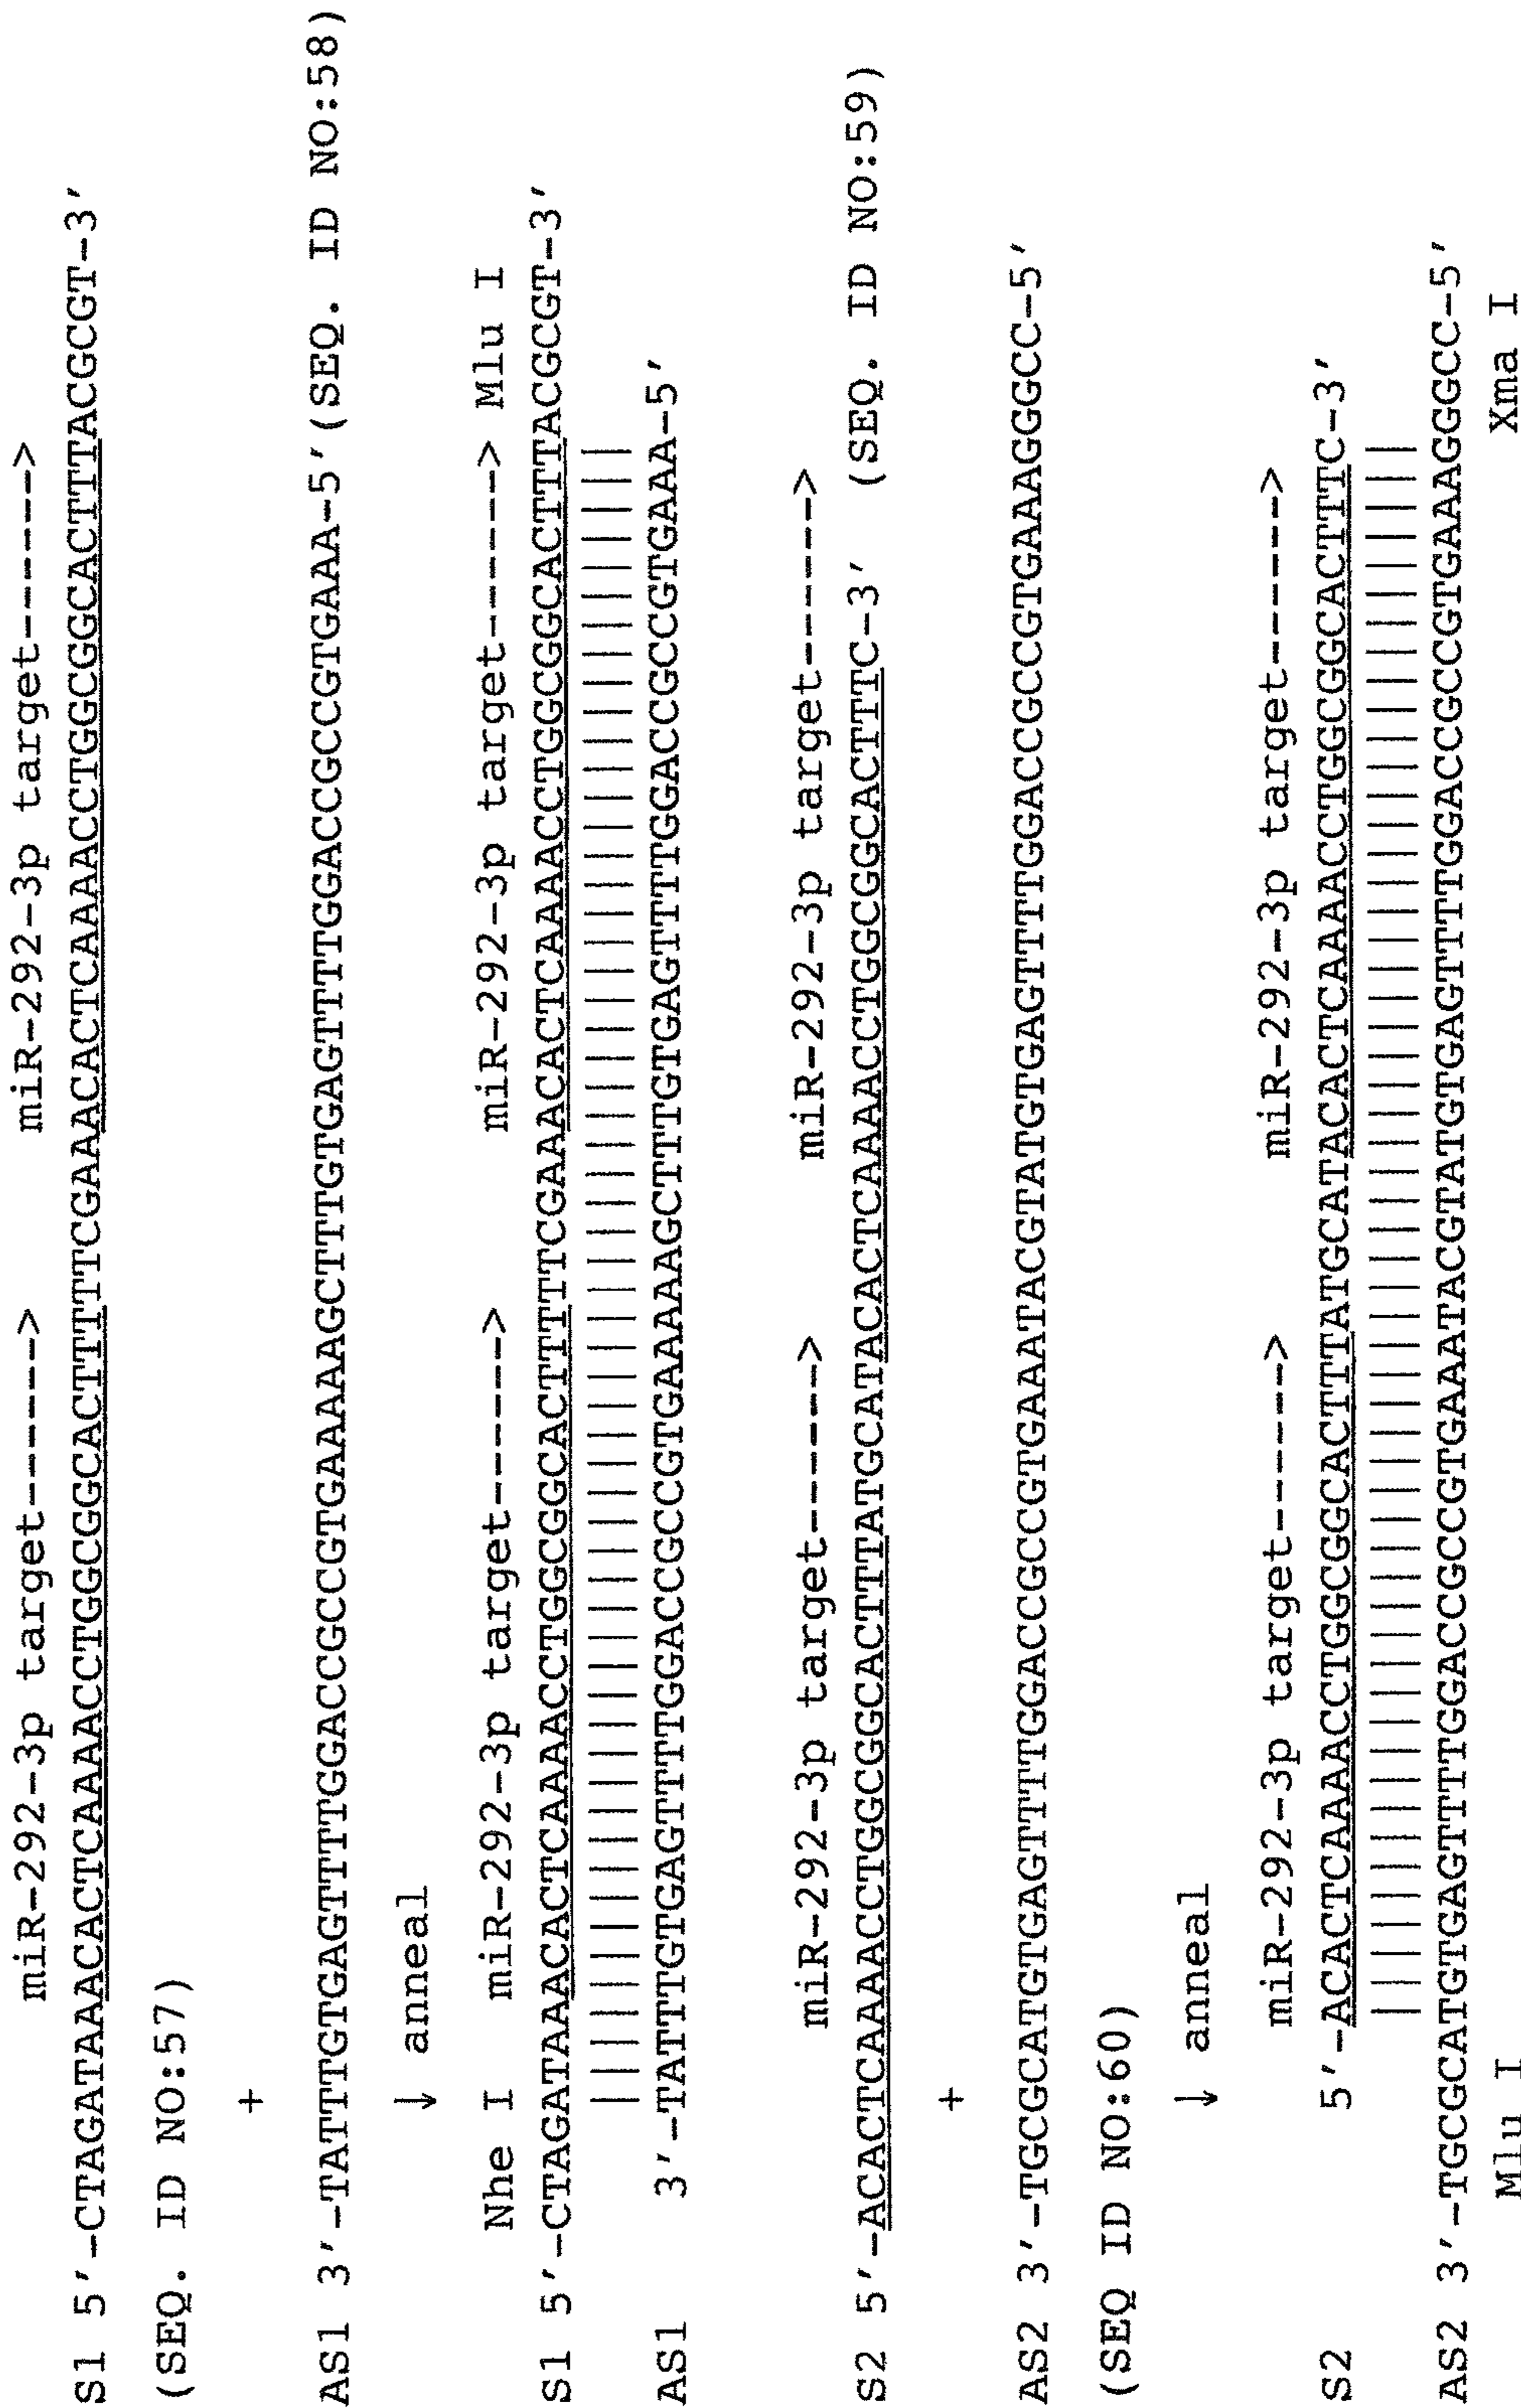 miR-292-3p target------> miR-292-3p target------>
S1 5'-CTAGATAAACACTCAAAACCTGGCGGCACTTTTTCGAAACACTCAAAACCTGGCGGCACTTTACGCGT-3'
(SEQ. ID NO:57)
+
AS1 3'-TATTTGTGAGTTTTGGACCGCCGTGAAAAAGCTTTGTGAGTTTTGGACCGCCGTGAAA-5'(SEQ. ID NO:58)
↓ anneal
Nhe I miR-292-3p target------> miR-292-3p target------> Mlu I
S1 5'-CTAGATAAACACTCAAAACCTGGCGGCACTTTTTCGAAACACTCAAAACCTGGCGGCACTTTACGCGT-3'
AS1 3'-TATTTGTGAGTTTTGGACCGCCGTGAAAAAGCTTTGTGAGTTTTGGACCGCCGTGAAA-5'
miR-292-3p target------> miR-292-3p target------>
S2 5'-ACACTCAAAACCTGGCGGCACTTTATGCATACACTCAAAACCTGGCGGCACTTTC-3' (SEQ. ID NO:59)
+
AS2 3'-TGCGCATGTGAGTTTTGGACCGCCGTGAAATACGTATGTGAGTTTTGGACCGCCGTGAAAGGGCC-5'
(SEQ ID NO:60)
↓ anneal
miR-292-3p target------> miR-292-3p target------>
S2 5'-ACACTCAAAACCTGGCGGCACTTTATGCATACACTCAAAACCTGGCGGCACTTTC-3'
AS2 3'-TGCGCATGTGAGTTTTGGACCGCCGTGAAATACGTATGTGAGTTTTGGACCGCCGTGAAAGGGCC-5'
Mlu I Xma I